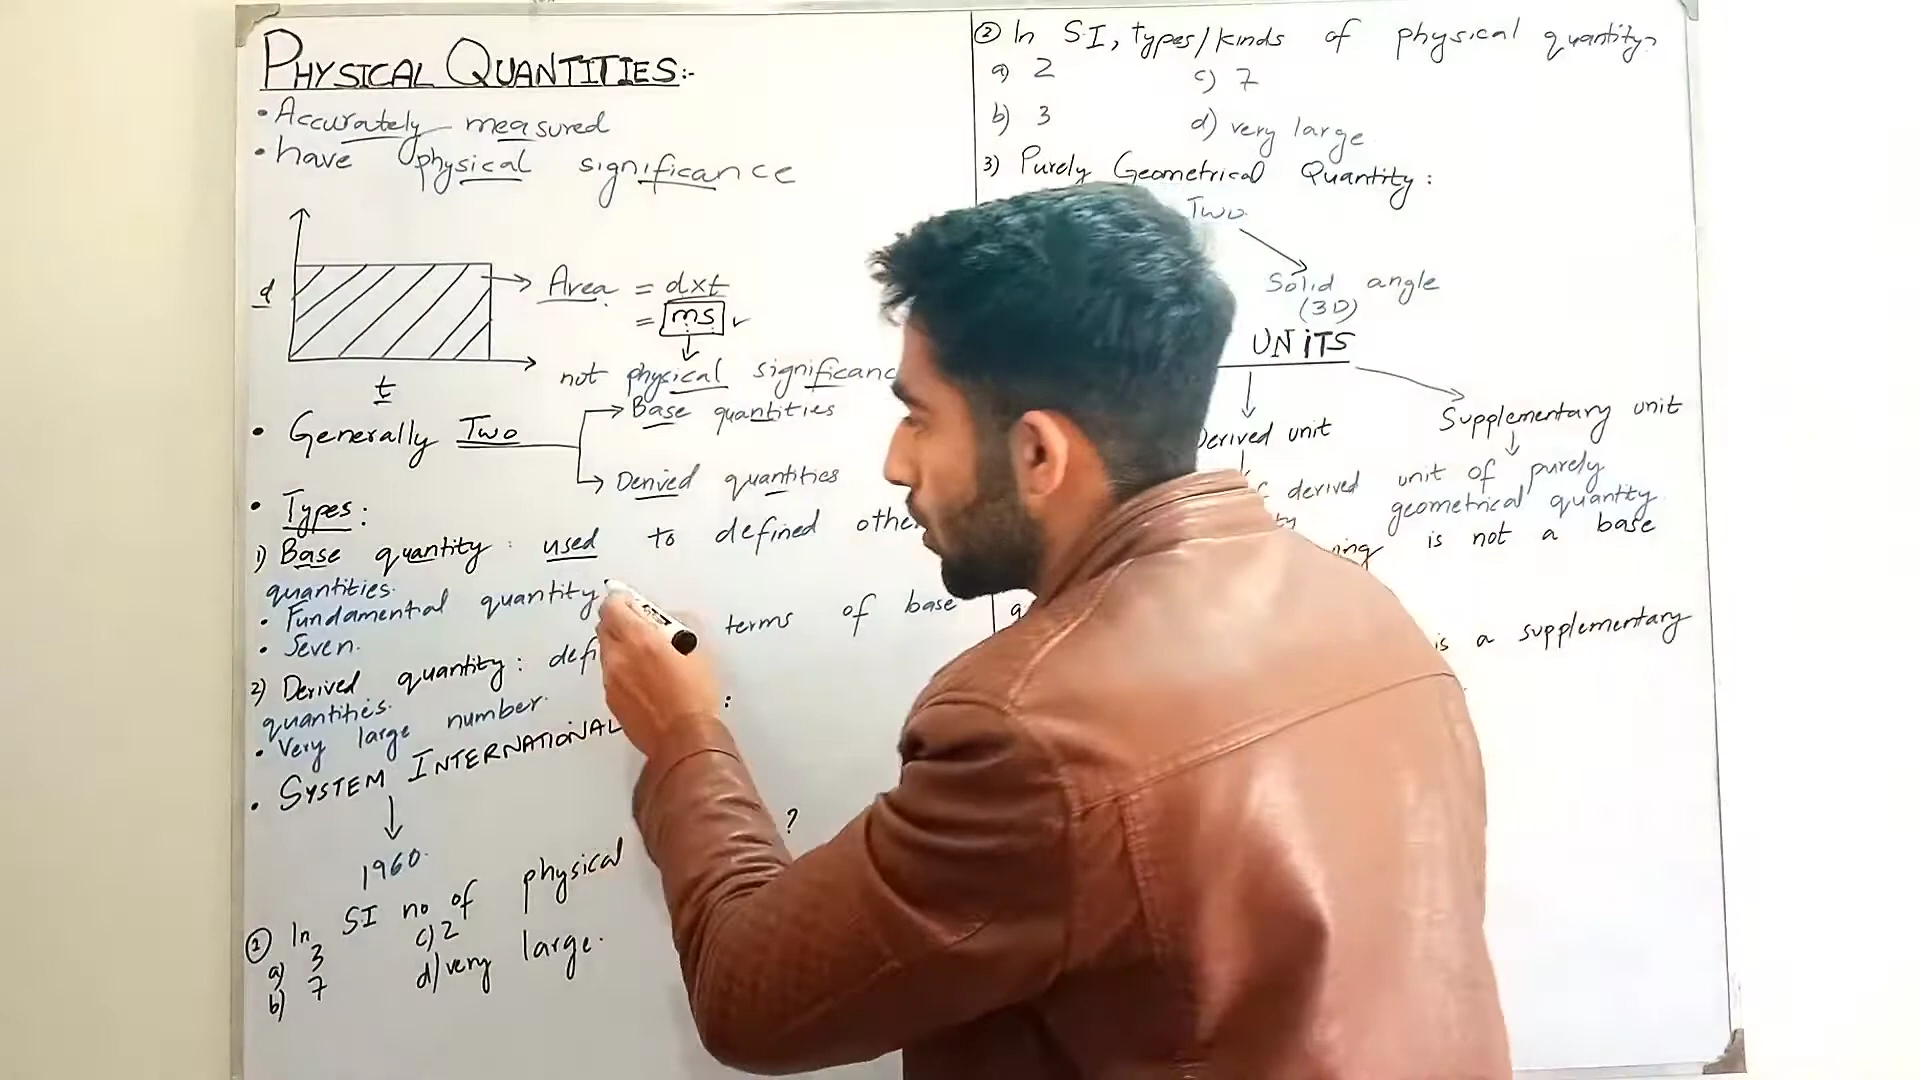 PHYSICAL QUANTITIES:-
• Accurately measured
• have physical significance
d
t
Area = dxt
= ms ✓
not physical significanc
• Generally Two
Base quantities
Derived quantities
• Types:
1) Base quantity: used to defined othe
quantities.
• Fundamental quantity
• Seven.
2) Derived quantity: defi terms of base
quantities.
• Very large number.
• SYSTEM INTERNATIONAL :
1960.
① In SI no of physical ?
a) 3 c) 2
b) 7 d) very large.
② In S.I, types/kinds of physical quantity?
a) 2 c) 7
b) 3 d) very large
3) Purely Geometrical Quantity:
Two
Solid angle
(3D)
UNITS
Derived unit
Supplementary unit
derived unit of purely
geometrical quantity
is not a base
is a supplementary